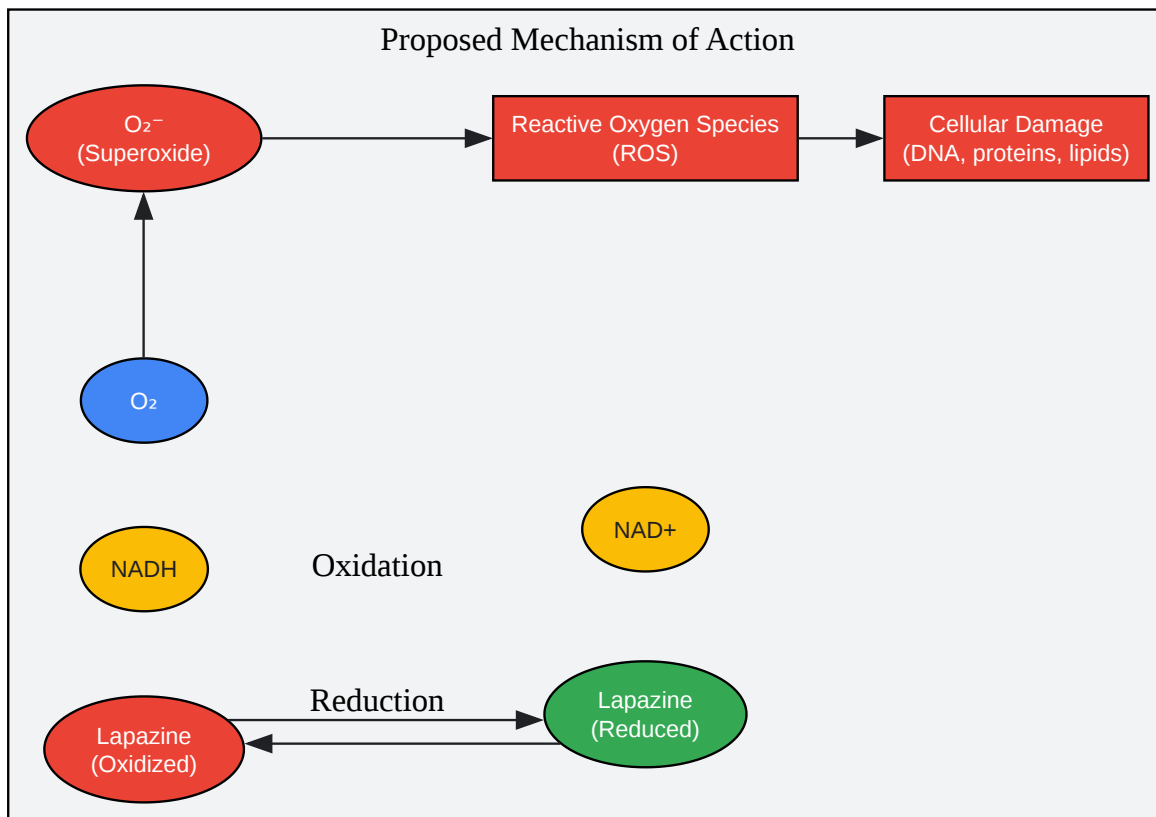 Proposed Mechanism of Action
O₂⁻
(Superoxide)
Reactive Oxygen Species
(ROS)
Cellular Damage
(DNA, proteins, lipids)
O₂
NAD+
NADH
Oxidation
Reduction
Lapazine
(Oxidized)
Lapazine
(Reduced)